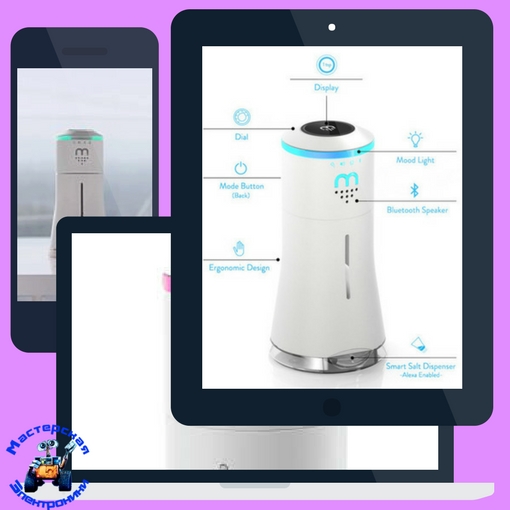 Display
Dial
Mood Light
Mode Button
(Back)
Bluetooth Speaker
Ergonomic Design
Smart Salt Dispenser
-Alexa Enabled-
m
Мастерская
Электроники